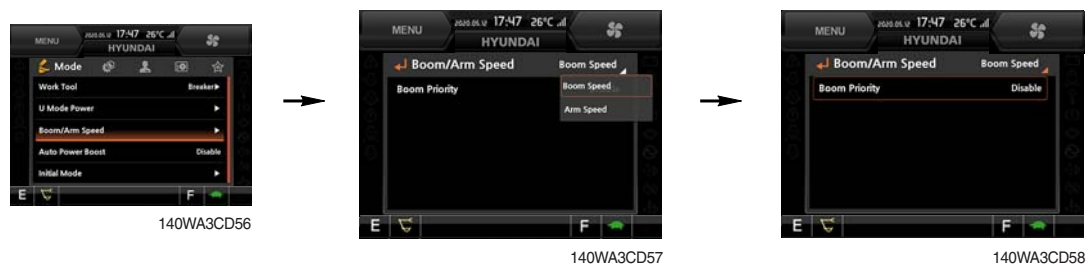 MENU
2020.05.12 17:47 26°C
HYUNDAI
Mode
Work Tool Breaker▶
U Mode Power ▶
Boom/Arm Speed ▶
Auto Power Boost Disable
Initial Mode ▶
E F
140WA3CD56
MENU
2020.05.12 17:47 26°C
HYUNDAI
Boom/Arm Speed Boom Speed
Boom Priority
Boom Speed
Arm Speed
E F
140WA3CD57
MENU
2020.05.12 17:47 26°C
HYUNDAI
Boom/Arm Speed Boom Speed
Boom Priority Disable
E F
140WA3CD58